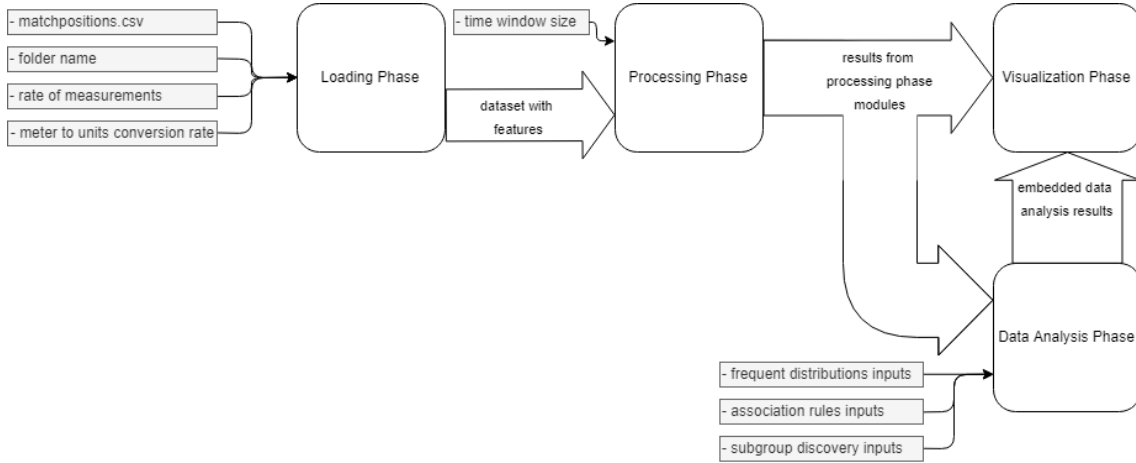 - matchpositions.csv
- folder name
- rate of measurements
- meter to units conversion rate
Loading Phase
dataset with
features
- time window size
Processing Phase
results from
processing phase
modules
Visualization Phase
embedded data
analysis results
Data Analysis Phase
- frequent distributions inputs
- association rules inputs
- subgroup discovery inputs